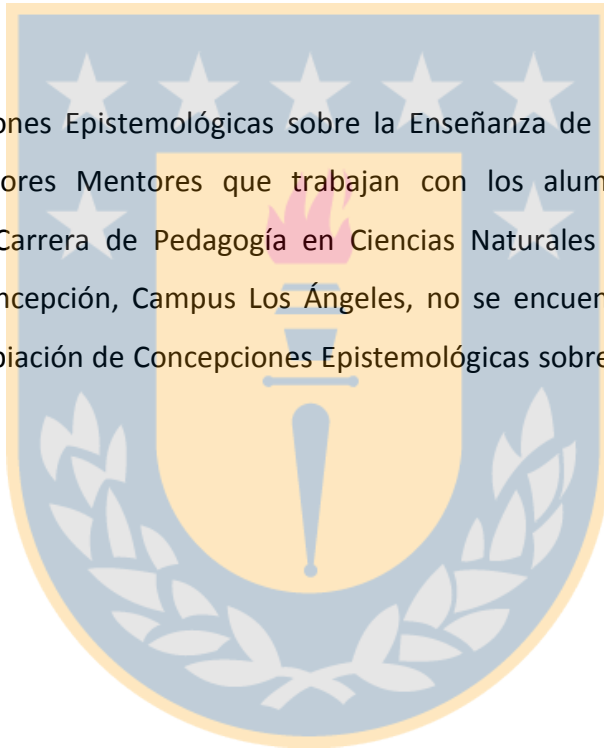 ones Epistemológicas sobre la Enseñanza de
ores Mentores que trabajan con los alum
Carrera de Pedagogía en Ciencias Naturales
ncepción, Campus Los Ángeles, no se encuen
piación de Concepciones Epistemológicas sobre